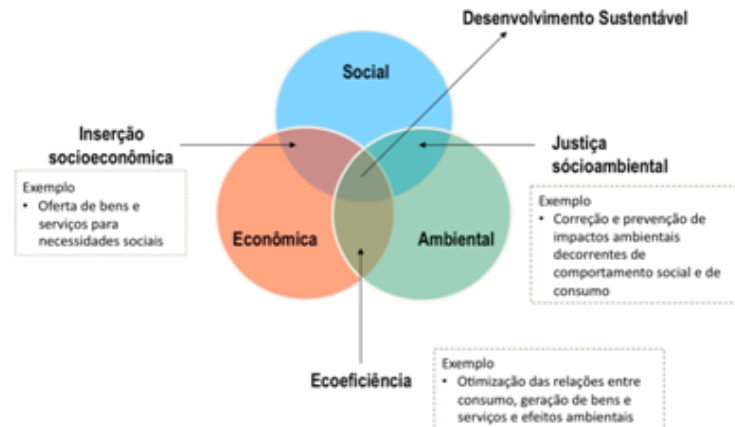 Desenvolvimento Sustentável
Social
Inserção
socioeconômica
Exemplo
• Oferta de bens e
serviços para
necessidades sociais
Justiça
sócioambiental
Exemplo
• Correção e prevenção de
impactos ambientais
decorrentes de
comportamento social e de
consumo
Econômica
Ambiental
Ecoeficiência
Exemplo
• Otimização das relações entre
consumo, geração de bens e
serviços e efeitos ambientais